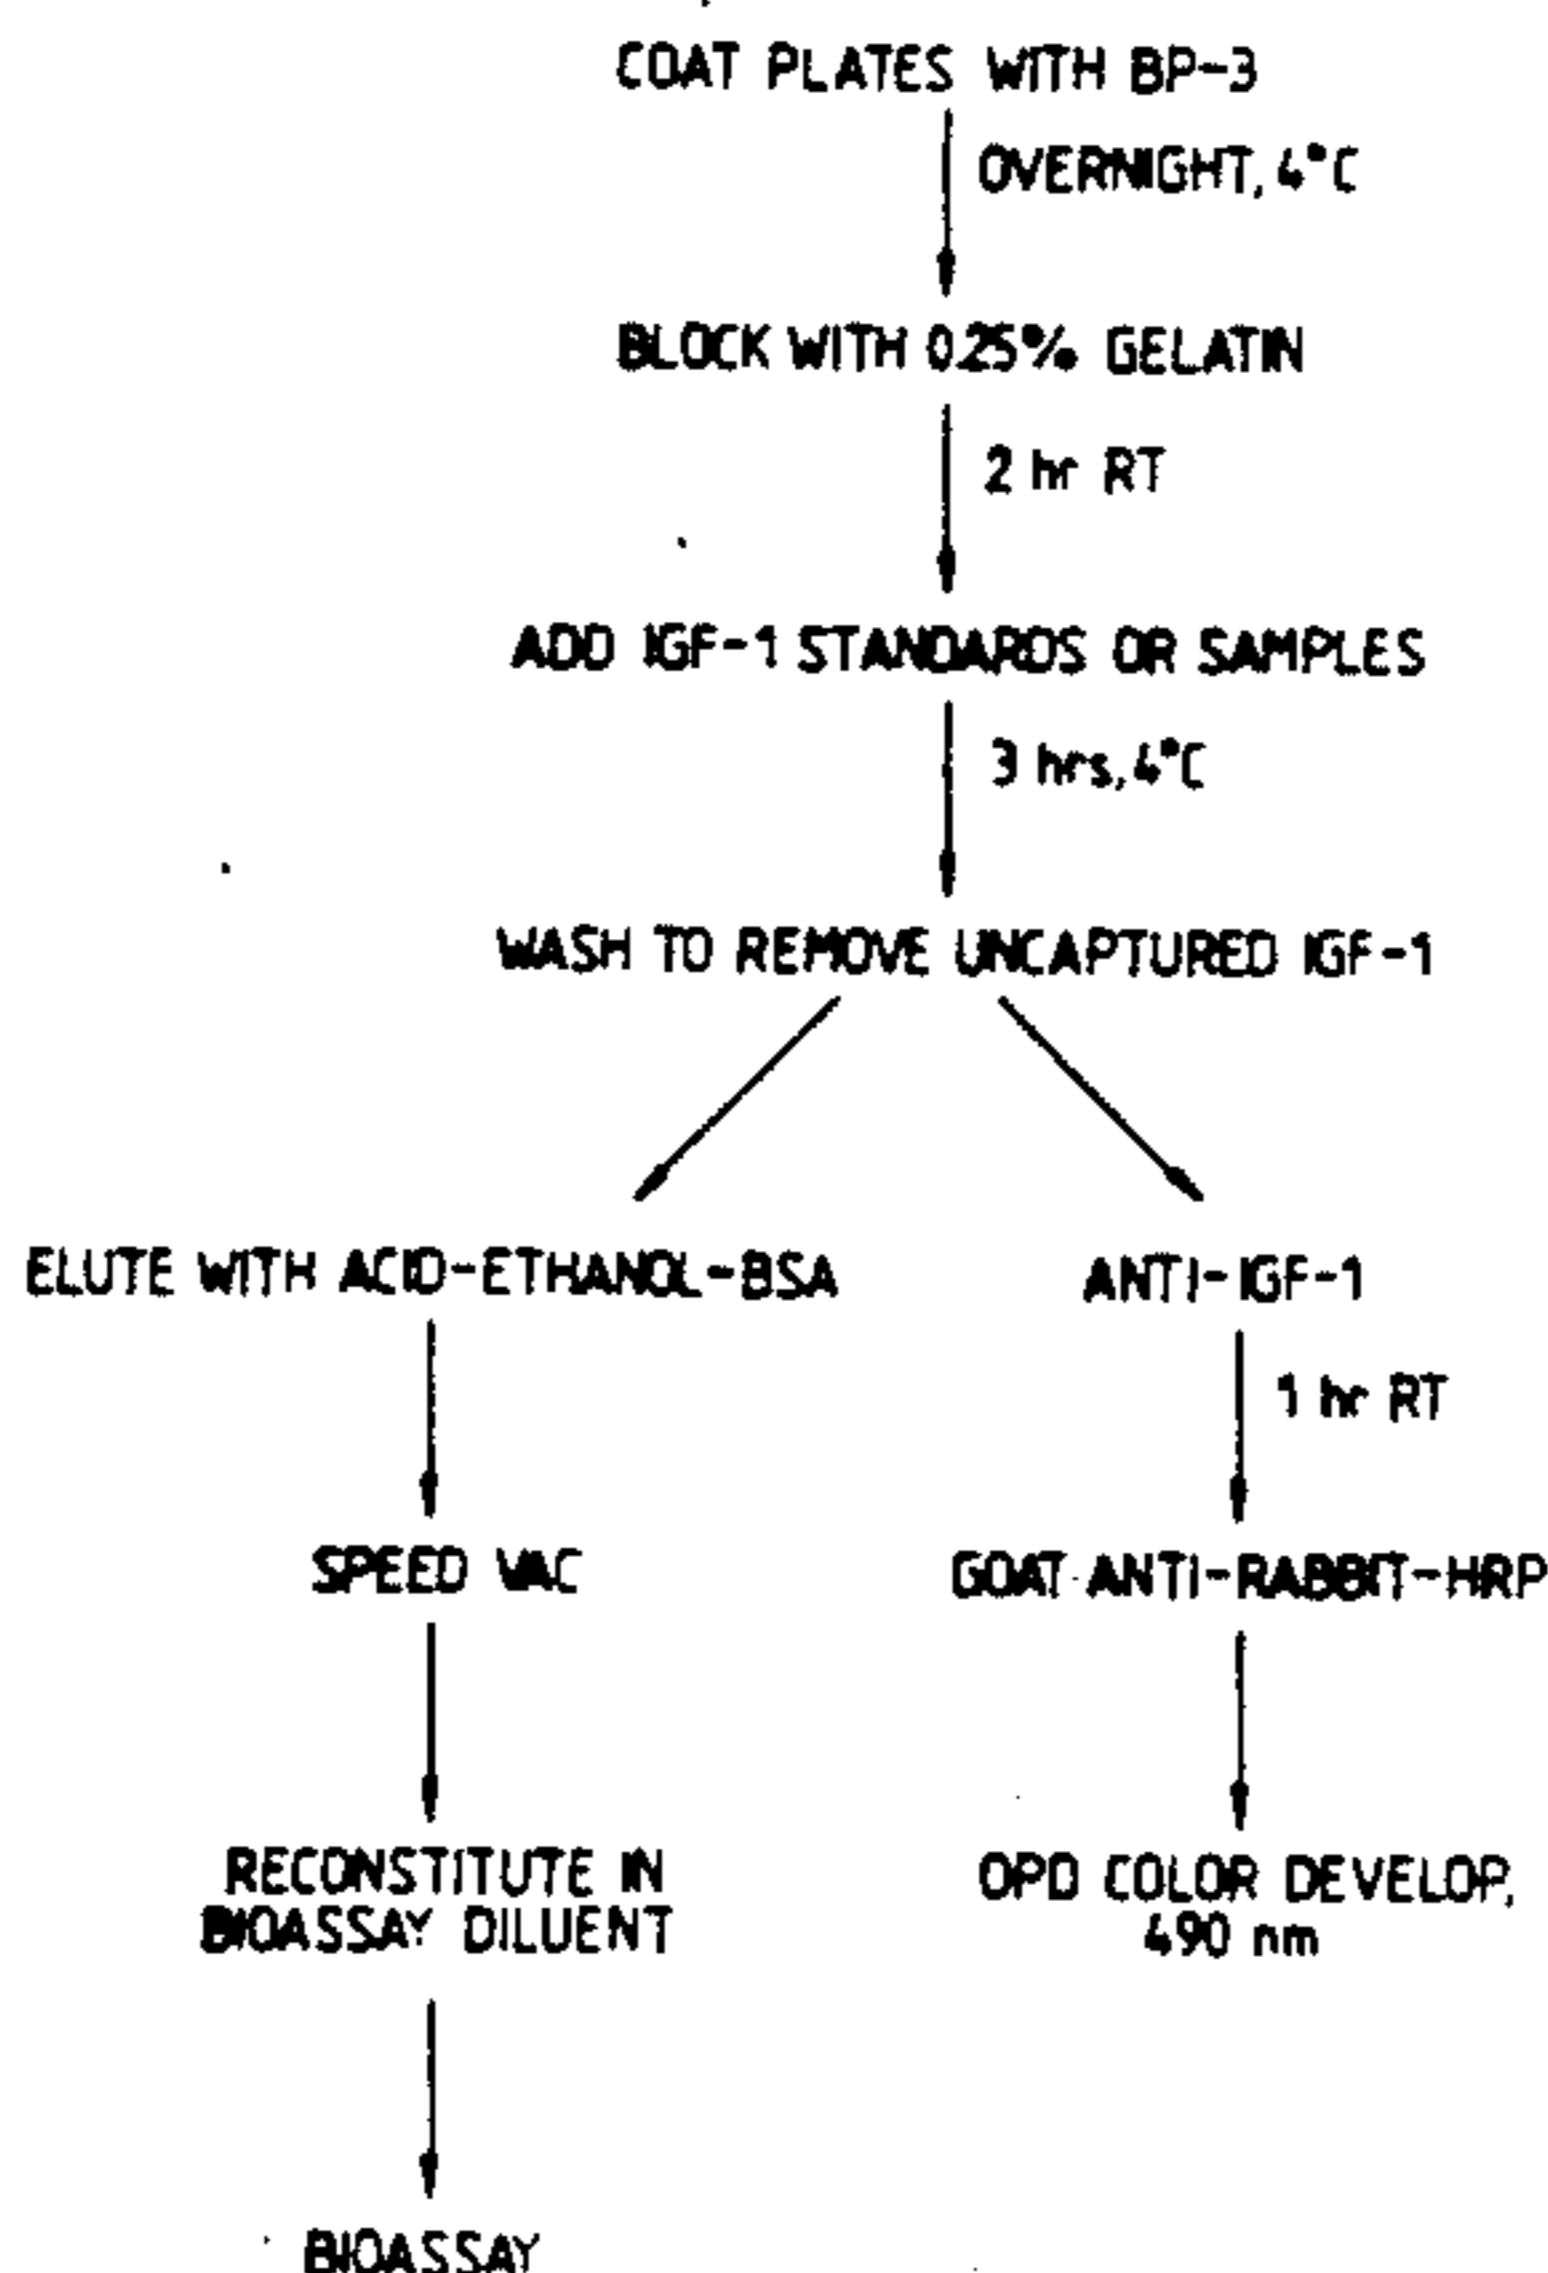 COAT PLATES WITH BP-3
OVERNIGHT, 4°C
BLOCK WITH 0.25% GELATIN
2 hr RT
ADD IGF-1 STANDARDS OR SAMPLES
3 hrs, 4°C
WASH TO REMOVE UNCAPTURED IGF-1
ELUTE WITH ACID-ETHANOL-BSA
ANTI-IGF-1
1 hr RT
SPEED VAC
GOAT ANTI-RABBIT-HRP
RECONSTITUTE IN
BIOASSAY DILUENT
OPD COLOR DEVELOP,
490 nm
BIOASSAY